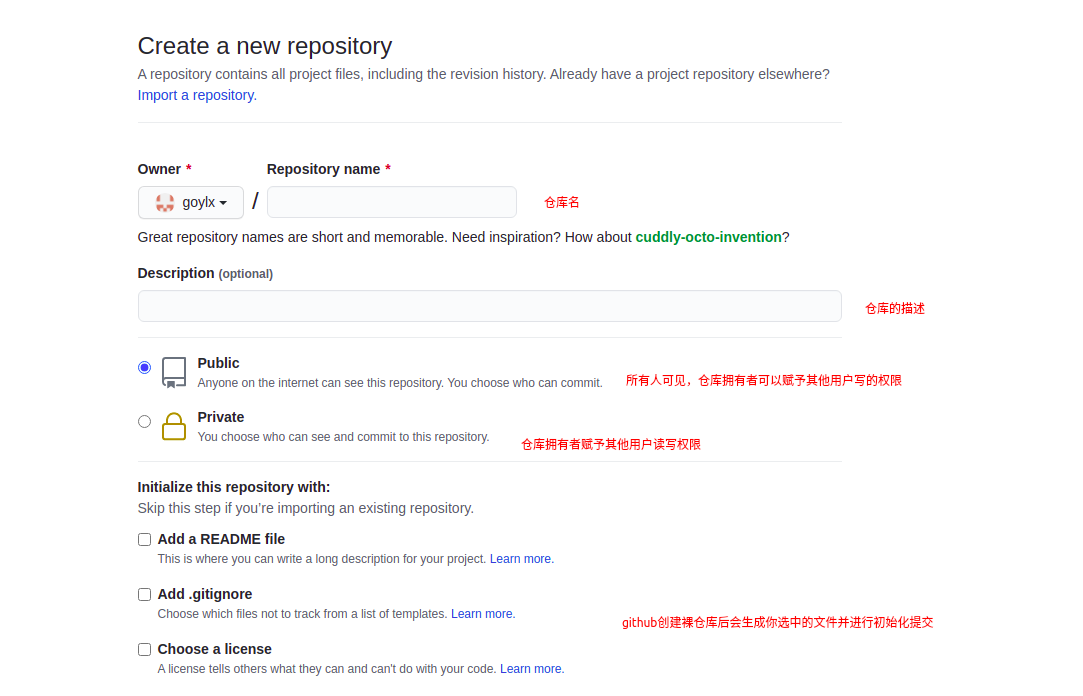 Create a new repository
A repository contains all project files, including the revision history. Already have a project repository elsewhere?
Import a repository.
Owner * Repository name *
goylx / 仓库名
Great repository names are short and memorable. Need inspiration? How about cuddly-octo-invention?
Description (optional)
仓库的描述
Public
Anyone on the internet can see this repository. You choose who can commit. 所有人可见，仓库拥有者可以赋予其他用户写的权限
Private
You choose who can see and commit to this repository. 仓库拥有者赋予其他用户读写权限
Initialize this repository with:
Skip this step if you’re importing an existing repository.
Add a README file
This is where you can write a long description for your project. Learn more.
Add .gitignore
Choose which files not to track from a list of templates. Learn more.
github创建裸仓库后会生成你选中的文件并进行初始化提交
Choose a license
A license tells others what they can and can't do with your code. Learn more.